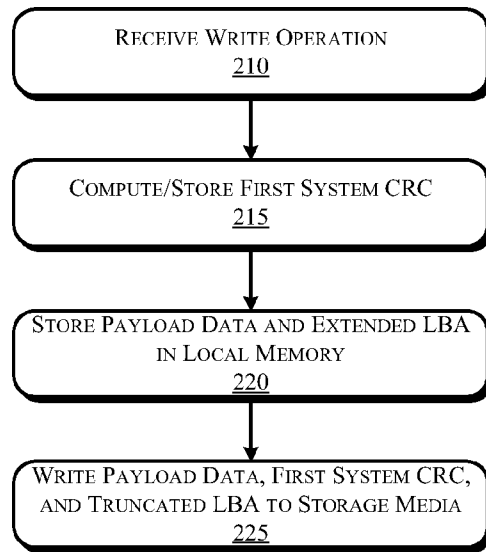 RECEIVE WRITE OPERATION
210
COMPUTE/STORE FIRST SYSTEM CRC
215
STORE PAYLOAD DATA AND EXTENDED LBA
IN LOCAL MEMORY
220
WRITE PAYLOAD DATA, FIRST SYSTEM CRC,
AND TRUNCATED LBA TO STORAGE MEDIA
225